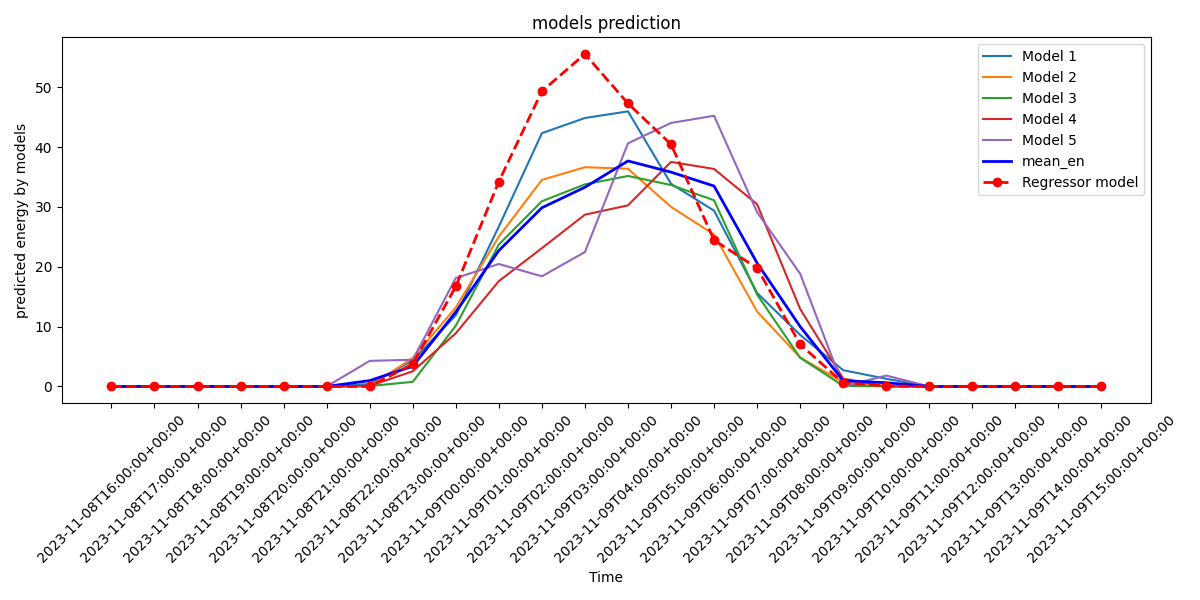 models prediction
predicted energy by models
50
40
30
20
10
0
Model 1
Model 2
Model 3
Model 4
Model 5
mean_en
Regressor model
2023-11-08T16:00:00+00:00
2023-11-08T17:00:00+00:00
2023-11-08T18:00:00+00:00
2023-11-08T19:00:00+00:00
2023-11-08T20:00:00+00:00
2023-11-08T21:00:00+00:00
2023-11-08T22:00:00+00:00
2023-11-08T23:00:00+00:00
2023-11-09T00:00:00+00:00
2023-11-09T01:00:00+00:00
2023-11-09T02:00:00+00:00
2023-11-09T03:00:00+00:00
2023-11-09T04:00:00+00:00
2023-11-09T05:00:00+00:00
2023-11-09T06:00:00+00:00
2023-11-09T07:00:00+00:00
2023-11-09T08:00:00+00:00
2023-11-09T09:00:00+00:00
2023-11-09T10:00:00+00:00
2023-11-09T11:00:00+00:00
2023-11-09T12:00:00+00:00
2023-11-09T13:00:00+00:00
2023-11-09T14:00:00+00:00
2023-11-09T15:00:00+00:00
Time